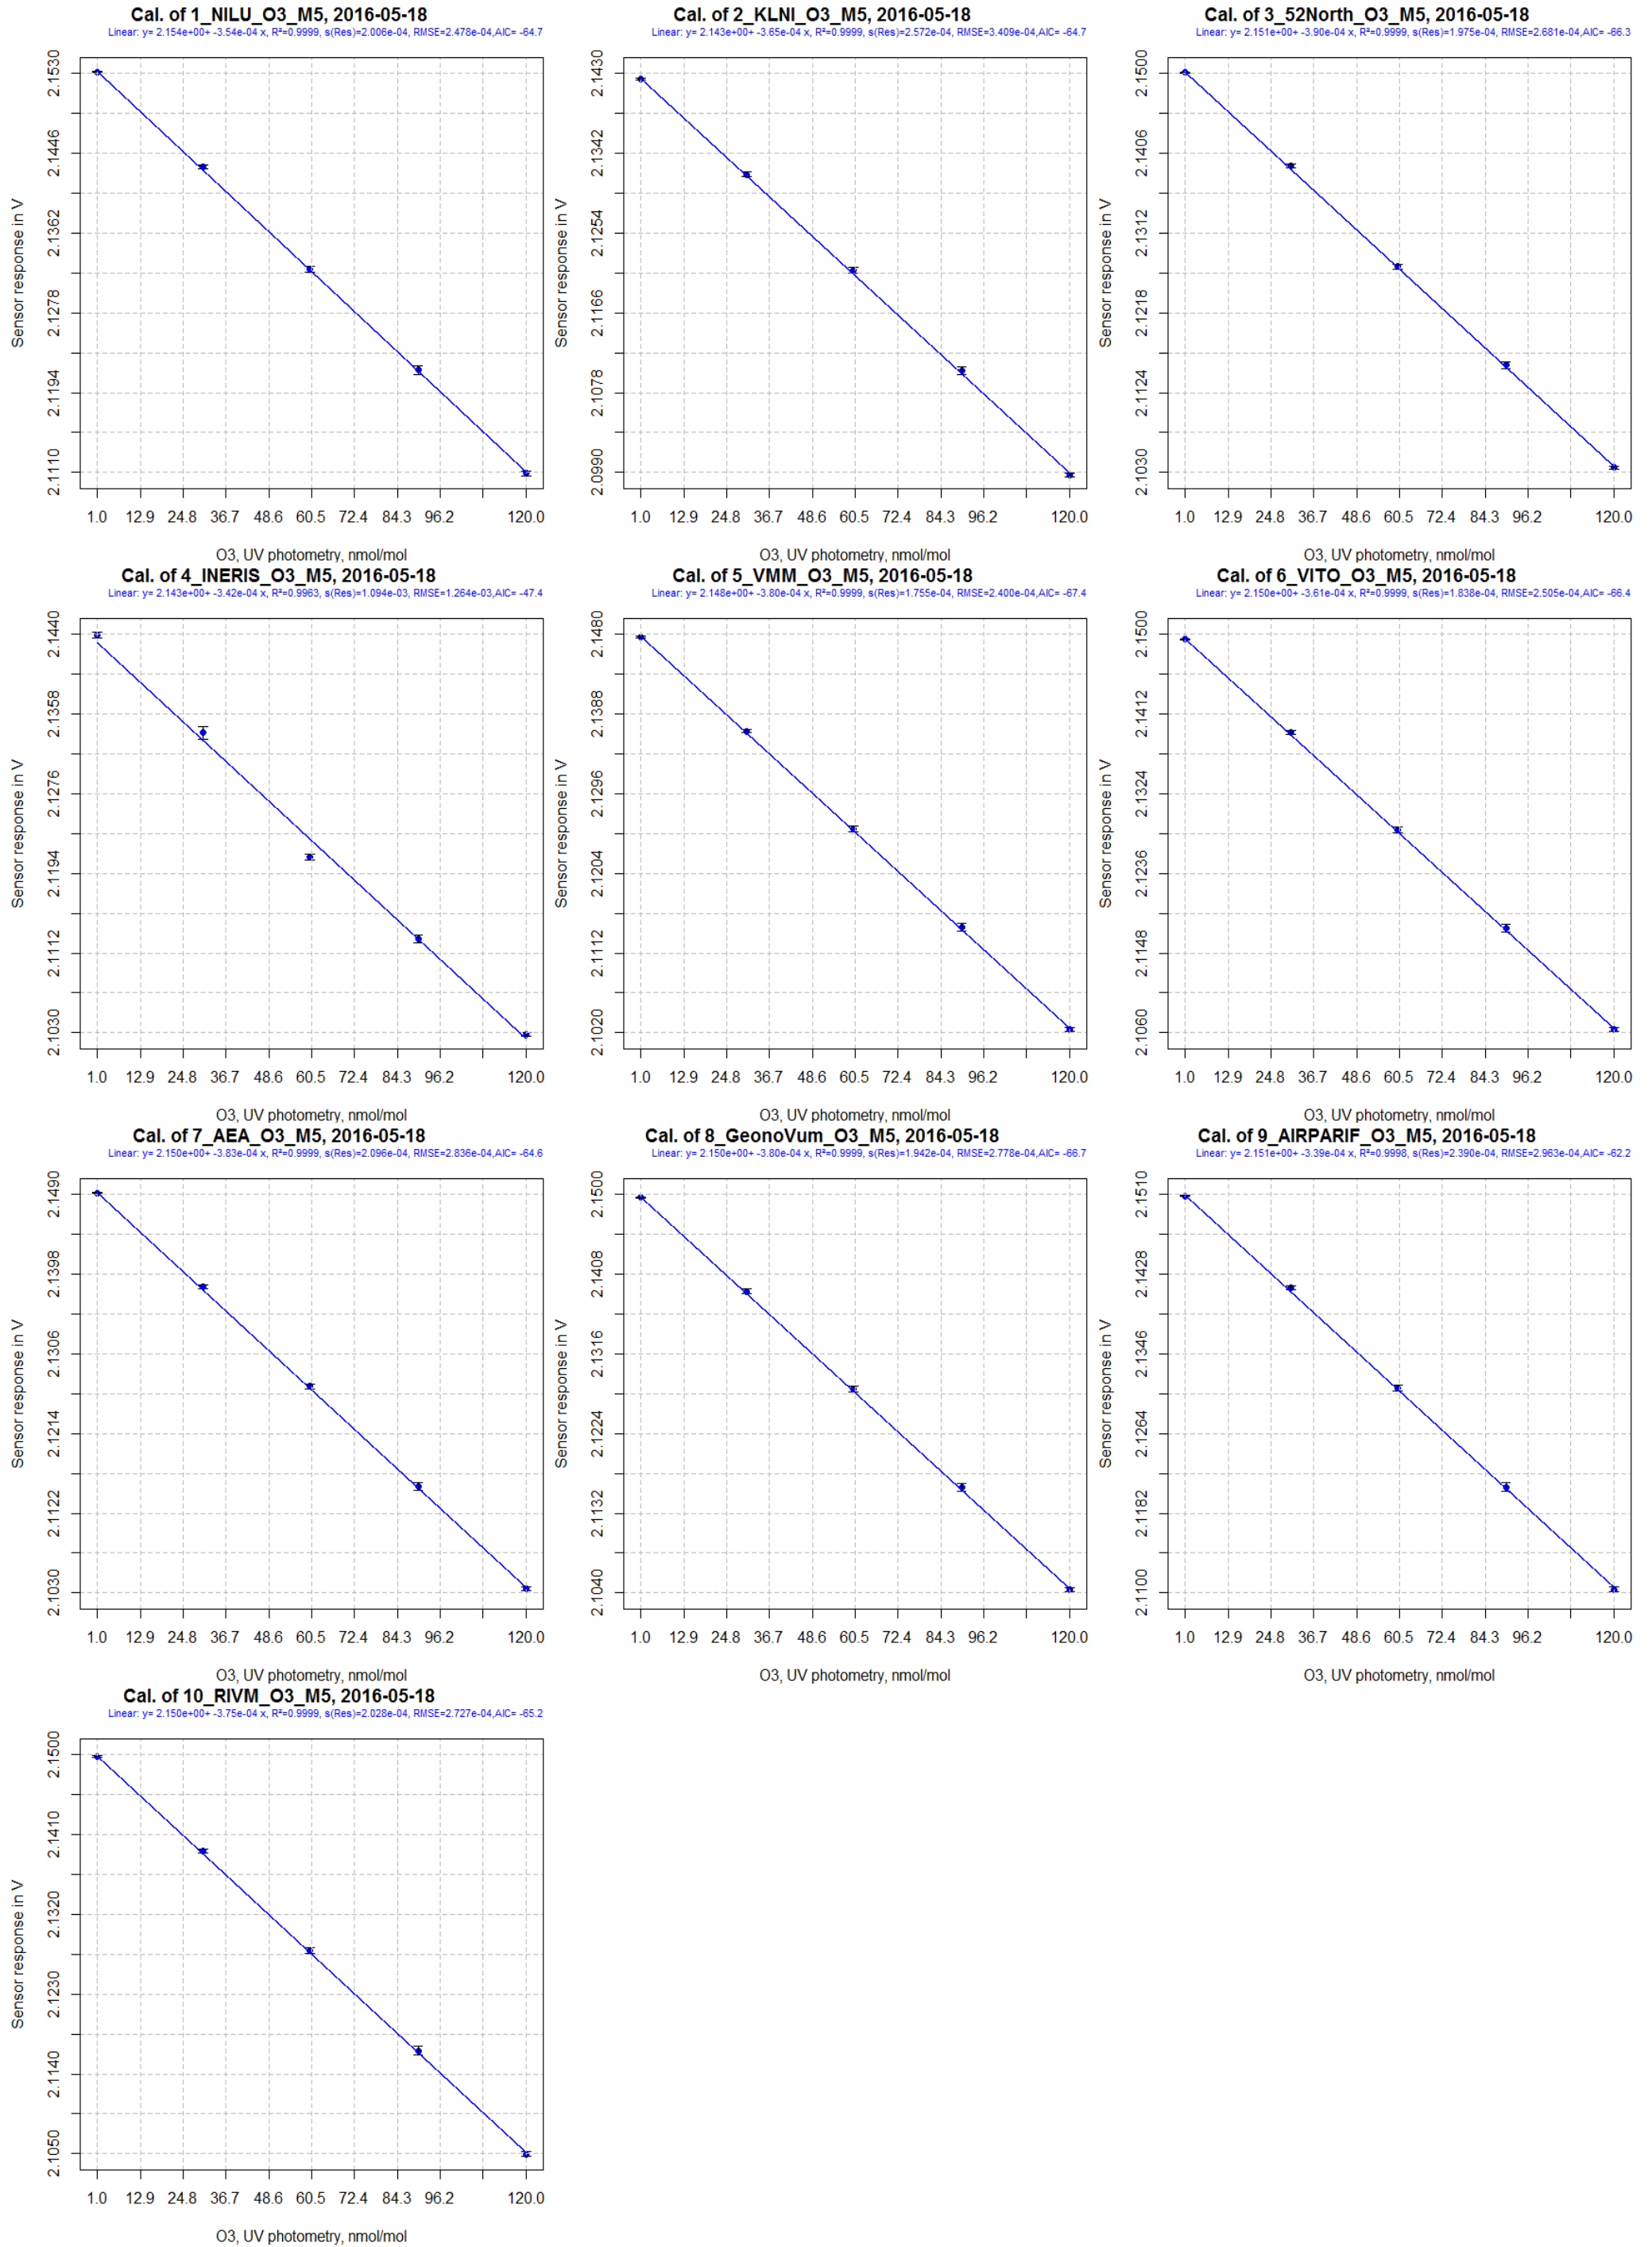 Cal. of 1_NILU_O3_M5, 2016-05-18
Linear: y= 2.154e+00+ -3.54e-04 x, R²=0.9999, s(Res)=2.006e-04, RMSE=2.478e-04,AIC= -64.7
Sensor response in V
2.1530
2.1446
2.1362
2.1278
2.1194
2.1110
1.0 12.9 24.8 36.7 48.6 60.5 72.4 84.3 96.2 120.0
O3, UV photometry, nmol/mol
Cal. of 2_KLNI_O3_M5, 2016-05-18
Linear: y= 2.143e+00+ -3.65e-04 x, R²=0.9999, s(Res)=2.572e-04, RMSE=3.409e-04,AIC= -64.7
Sensor response in V
2.1430
2.1342
2.1254
2.1166
2.1078
2.0990
1.0 12.9 24.8 36.7 48.6 60.5 72.4 84.3 96.2 120.0
O3, UV photometry, nmol/mol
Cal. of 3_52North_O3_M5, 2016-05-18
Linear: y= 2.151e+00+ -3.90e-04 x, R²=0.9999, s(Res)=1.975e-04, RMSE=2.681e-04,AIC= -66.3
Sensor response in V
2.1500
2.1406
2.1312
2.1218
2.1124
2.1030
1.0 12.9 24.8 36.7 48.6 60.5 72.4 84.3 96.2 120.0
O3, UV photometry, nmol/mol
Cal. of 4_INERIS_O3_M5, 2016-05-18
Linear: y= 2.143e+00+ -3.42e-04 x, R²=0.9963, s(Res)=1.094e-03, RMSE=1.264e-03,AIC= -47.4
Sensor response in V
2.1440
2.1358
2.1276
2.1194
2.1112
2.1030
1.0 12.9 24.8 36.7 48.6 60.5 72.4 84.3 96.2 120.0
O3, UV photometry, nmol/mol
Cal. of 5_VMM_O3_M5, 2016-05-18
Linear: y= 2.148e+00+ -3.80e-04 x, R²=0.9999, s(Res)=1.755e-04, RMSE=2.400e-04,AIC= -67.4
Sensor response in V
2.1480
2.1388
2.1296
2.1204
2.1112
2.1020
1.0 12.9 24.8 36.7 48.6 60.5 72.4 84.3 96.2 120.0
O3, UV photometry, nmol/mol
Cal. of 6_VITO_O3_M5, 2016-05-18
Linear: y= 2.150e+00+ -3.61e-04 x, R²=0.9999, s(Res)=1.838e-04, RMSE=2.505e-04,AIC= -66.4
Sensor response in V
2.1500
2.1412
2.1324
2.1236
2.1148
2.1060
1.0 12.9 24.8 36.7 48.6 60.5 72.4 84.3 96.2 120.0
O3, UV photometry, nmol/mol
Cal. of 7_AEA_O3_M5, 2016-05-18
Linear: y= 2.150e+00+ -3.83e-04 x, R²=0.9999, s(Res)=2.096e-04, RMSE=2.836e-04,AIC= -64.6
Sensor response in V
2.1490
2.1398
2.1306
2.1214
2.1122
2.1030
1.0 12.9 24.8 36.7 48.6 60.5 72.4 84.3 96.2 120.0
O3, UV photometry, nmol/mol
Cal. of 8_GeonoVum_O3_M5, 2016-05-18
Linear: y= 2.150e+00+ -3.80e-04 x, R²=0.9999, s(Res)=1.942e-04, RMSE=2.778e-04,AIC= -66.7
Sensor response in V
2.1500
2.1408
2.1316
2.1224
2.1132
2.1040
1.0 12.9 24.8 36.7 48.6 60.5 72.4 84.3 96.2 120.0
O3, UV photometry, nmol/mol
Cal. of 9_AIRPARIF_O3_M5, 2016-05-18
Linear: y= 2.151e+00+ -3.39e-04 x, R²=0.9998, s(Res)=2.390e-04, RMSE=2.963e-04,AIC= -62.2
Sensor response in V
2.1510
2.1428
2.1346
2.1264
2.1182
2.1100
1.0 12.9 24.8 36.7 48.6 60.5 72.4 84.3 96.2 120.0
O3, UV photometry, nmol/mol
Cal. of 10_RIVM_O3_M5, 2016-05-18
Linear: y= 2.150e+00+ -3.75e-04 x, R²=0.9999, s(Res)=2.028e-04, RMSE=2.727e-04,AIC= -65.2
Sensor response in V
2.1500
2.1410
2.1320
2.1230
2.1140
2.1050
1.0 12.9 24.8 36.7 48.6 60.5 72.4 84.3 96.2 120.0
O3, UV photometry, nmol/mol